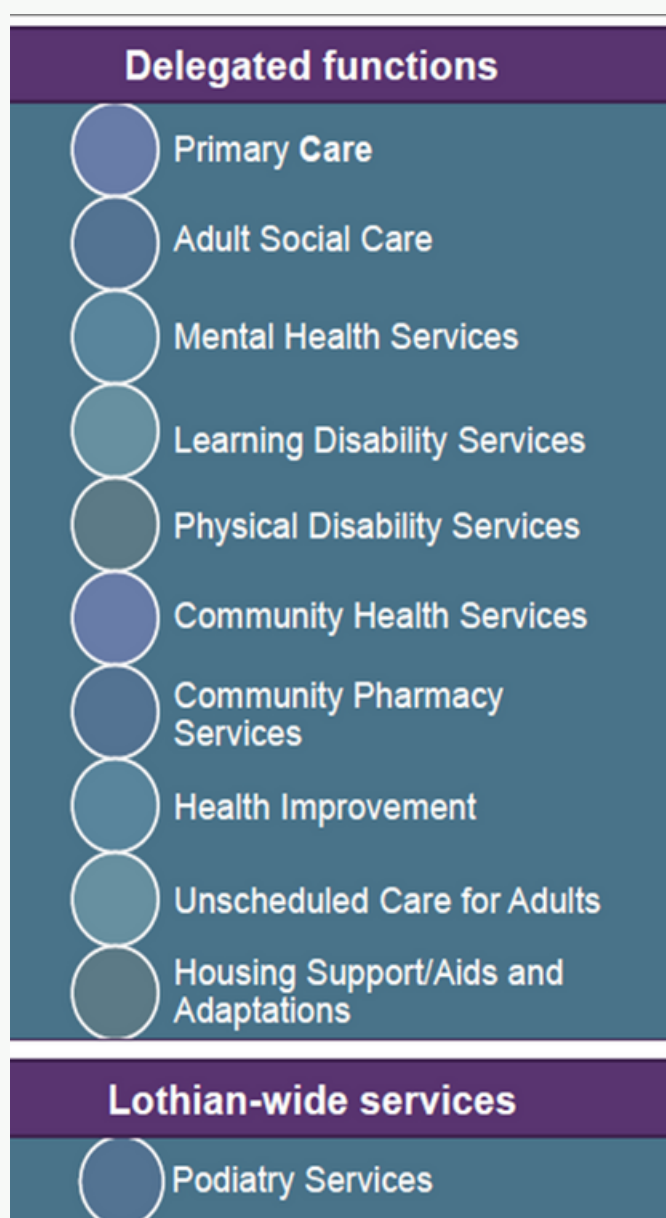 Delegated functions
Primary Care
Adult Social Care
Mental Health Services
Learning Disability Services
Physical Disability Services
Community Health Services
Community Pharmacy
Services
Health Improvement
Unscheduled Care for Adults
Housing Support/Aids and
Adaptations
Lothian-wide services
Podiatry Services